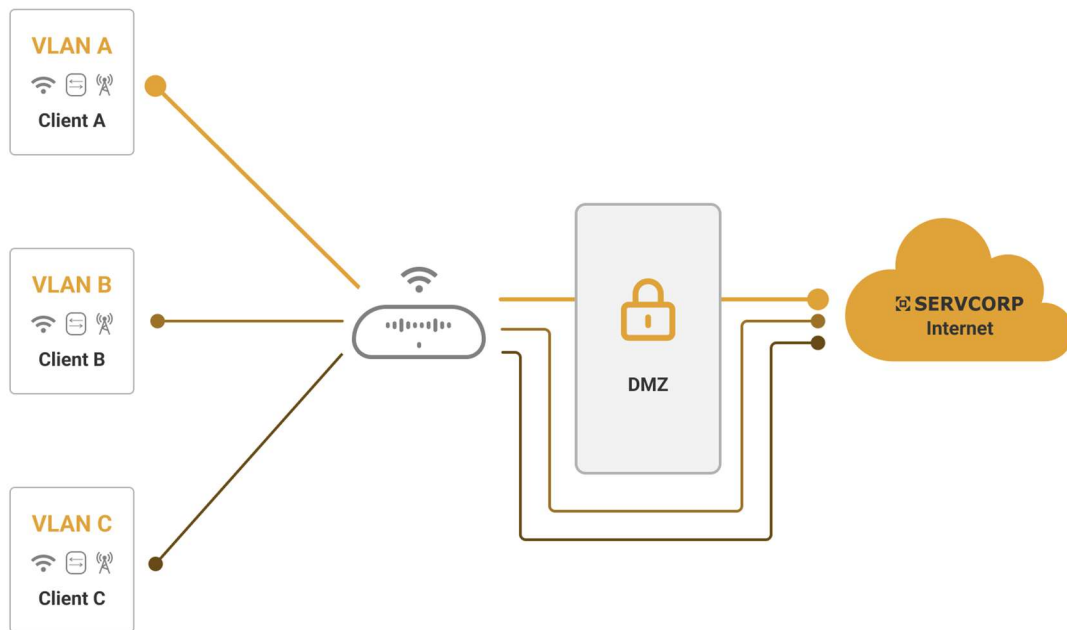 VLAN A
Client A
VLAN B
Client B
VLAN C
Client C
DMZ
SERVCORP
Internet